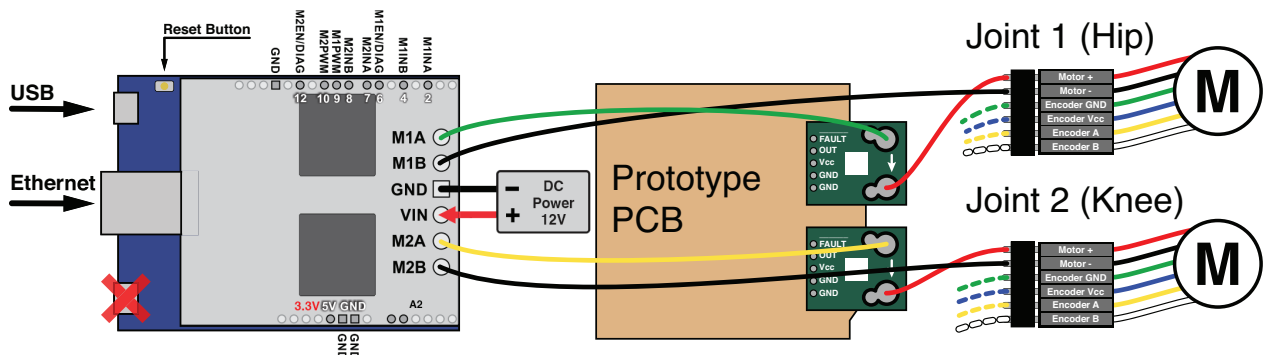 Reset Button
USB
Ethernet
GND
M2EN/DIAG
M2PWM
M1PWM
M2INB
M2INA
M1EN/DIAG
M1INB
M1INA
12 10 9 8 7 6 4 2
M1A
M1B
GND
VIN
M2A
M2B
3.3V 5V GND
A2
GND
GND
– DC
Power
+ 12V
Prototype
PCB
FAULT
OUT
Vcc
GND
GND
FAULT
OUT
Vcc
GND
GND
Joint 1 (Hip)
Motor +
Motor -
Encoder GND
Encoder Vcc
Encoder A
Encoder B
M
Joint 2 (Knee)
Motor +
Motor -
Encoder GND
Encoder Vcc
Encoder A
Encoder B
M